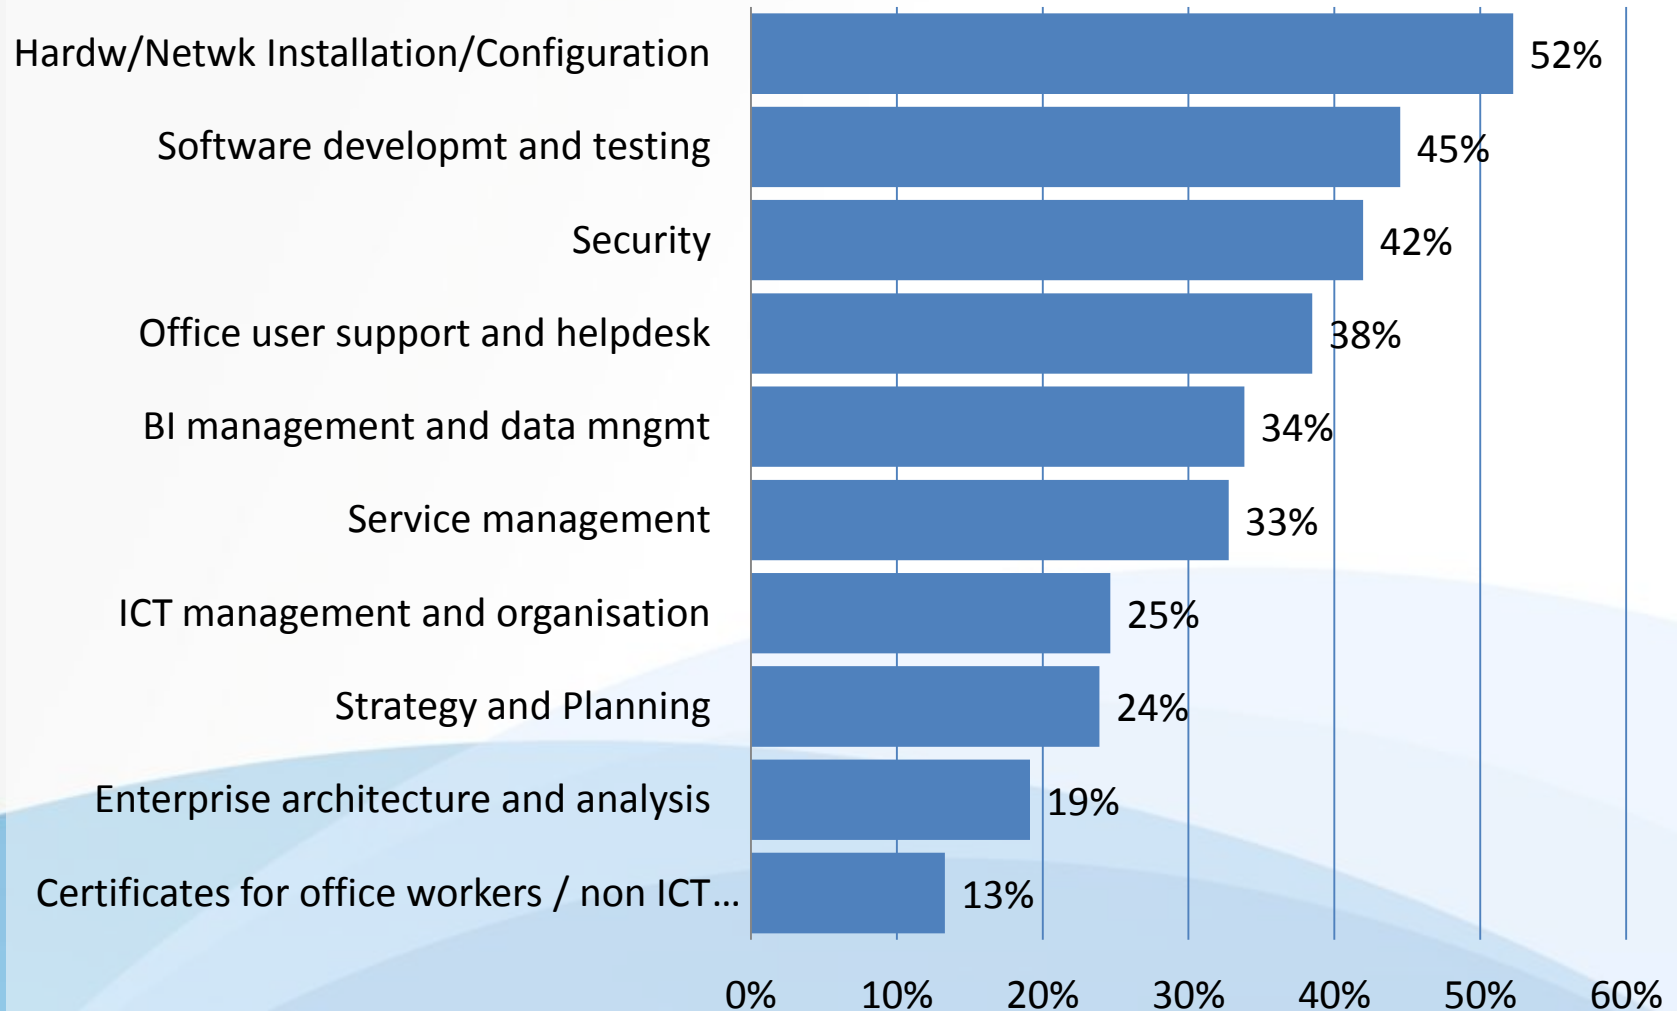 Hardw/Netwk Installation/Configuration 52%
Software developmt and testing 45%
Security 42%
Office user support and helpdesk 38%
BI management and data mngmt 34%
Service management 33%
ICT management and organisation 25%
Strategy and Planning 24%
Enterprise architecture and analysis 19%
Certificates for office workers / non ICT... 13%
0% 10% 20% 30% 40% 50% 60%